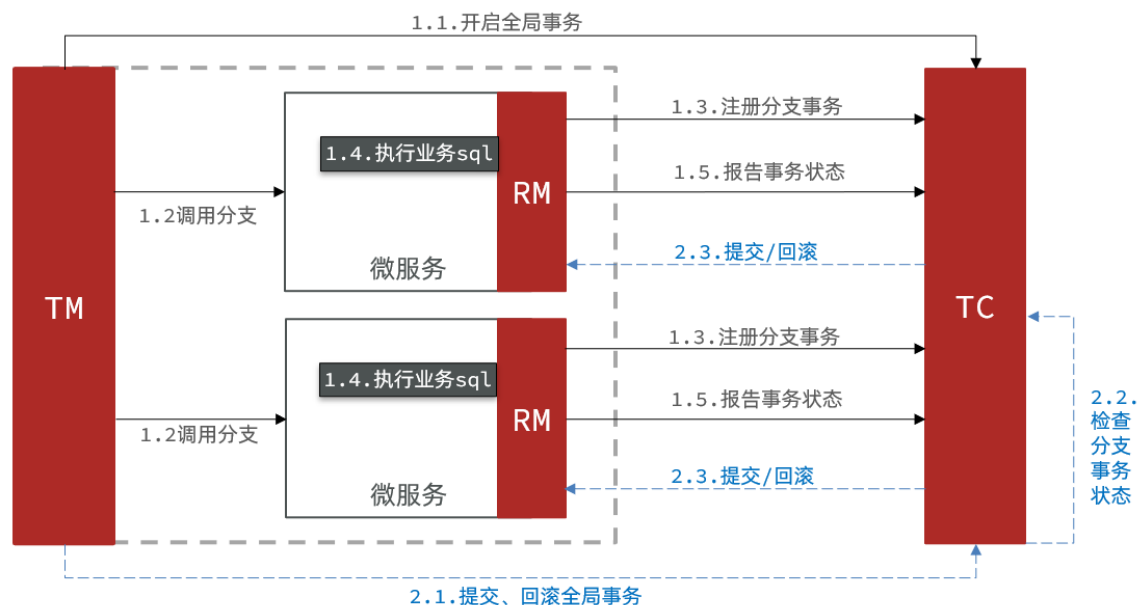 1.1.开启全局事务
TM
1.2调用分支
1.4.执行业务sql
RM
微服务
1.3.注册分支事务
1.5.报告事务状态
2.3.提交/回滚
TC
1.2调用分支
1.4.执行业务sql
RM
微服务
1.3.注册分支事务
1.5.报告事务状态
2.3.提交/回滚
2.2.
检查
分支
事务
状态
2.1.提交、回滚全局事务